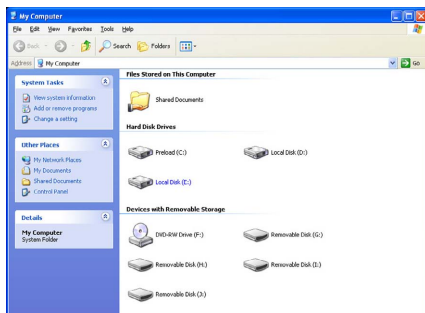 My Computer
File Edit View Favorites Tools Help
Back Search Folders
Address My Computer Go
System Tasks
View system information
Add or remove programs
Change a setting
Other Places
My Network Places
My Documents
Shared Documents
Control Panel
Details
My Computer
System Folder
Files Stored on This Computer
Shared Documents
Hard Disk Drives
Preload (C:) Local Disk (D:)
Local Disk (E:)
Devices with Removable Storage
DVD-RW Drive (F:) Removable Disk (G:)
Removable Disk (H:) Removable Disk (I:)
Removable Disk (J:)